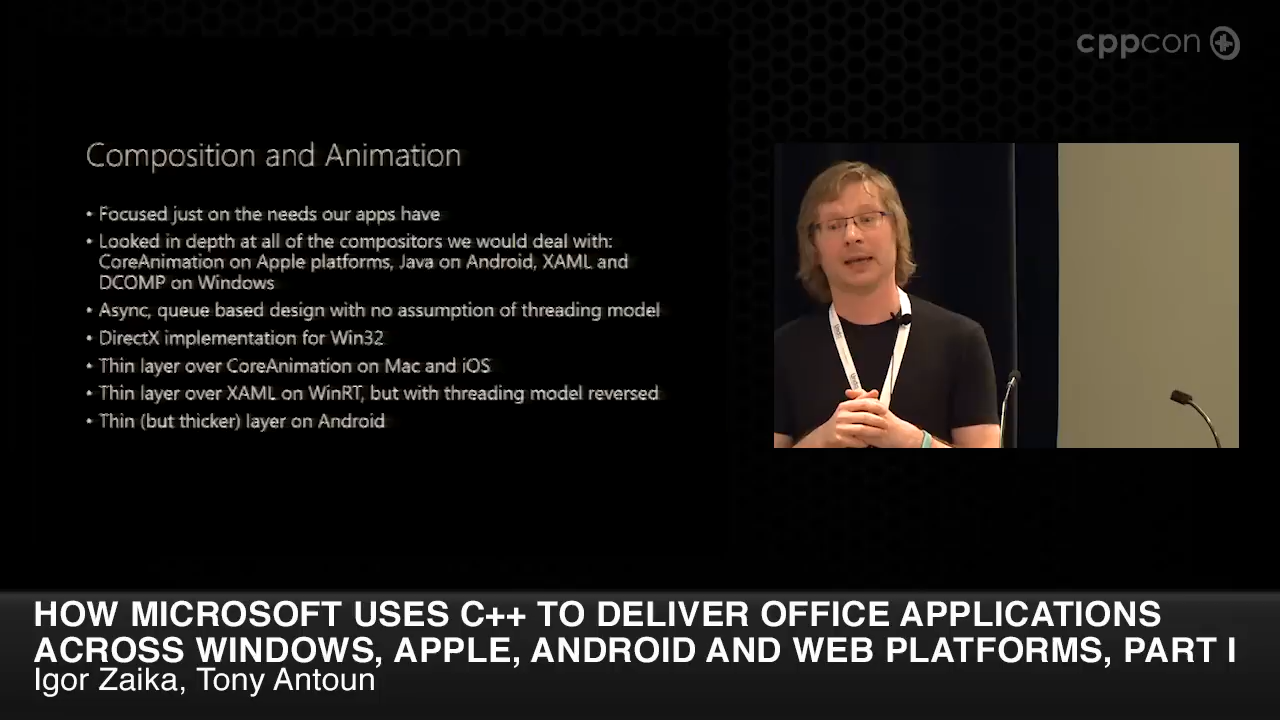 cppcon
Composition and Animation
• Focused just on the needs our apps have
• Looked in depth at all of the compositors we would deal with:
CoreAnimation on Apple platforms, Java on Android, XAML and
DCOMP on Windows
• Async, queue based design with no assumption of threading model
• DirectX implementation for Win32
• Thin layer over CoreAnimation on Mac and iOS
• Thin layer over XAML on WinRT, but with threading model reversed
• Thin (but thicker) layer on Android
HOW MICROSOFT USES C++ TO DELIVER OFFICE APPLICATIONS
ACROSS WINDOWS, APPLE, ANDROID AND WEB PLATFORMS, PART I
Igor Zaika, Tony Antoun